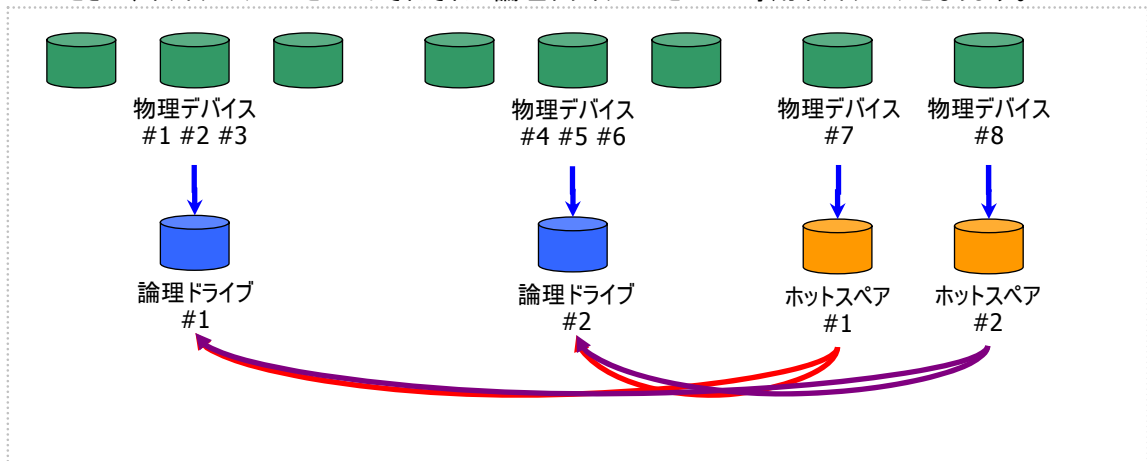 物理デバイス
#1 #2 #3
物理デバイス
#4 #5 #6
物理デバイス
#7
物理デバイス
#8
論理ドライブ
#1
論理ドライブ
#2
ホットスペア
#1
ホットスペア
#2